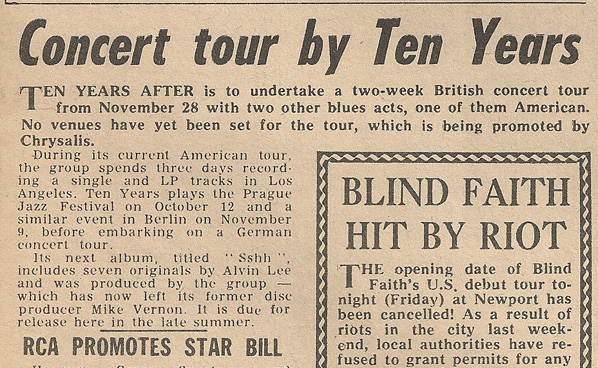 Concert tour by Ten Years
TEN YEARS AFTER is to undertake a two-week British concert tour
from November 28 with two other blues acts, one of them American.
No venues have yet been set for the tour, which is being promoted by
Chrysalis.
During its current American tour,
the group spends three days record-
ing a single and LP tracks in Los
Angeles. Ten Years plays the Prague
Jazz Festival on October 12 and a
similar event in Berlin on November
9, before embarking on a German
concert tour.
Its next album, titled "Sshh",
includes seven originals by Alvin Lee
and was produced by the group —
which has now left its former disc
producer Mike Vernon. It is due for
release here in the late summer.
RCA PROMOTES STAR BILL
BLIND FAITH
HIT BY RIOT
THE opening date of Blind
Faith's U.S. debut tour to-
night (Friday) at Newport has
been cancelled! As a result of
riots in the city last week-
end, local authorities have re-
fused to grant permits for any